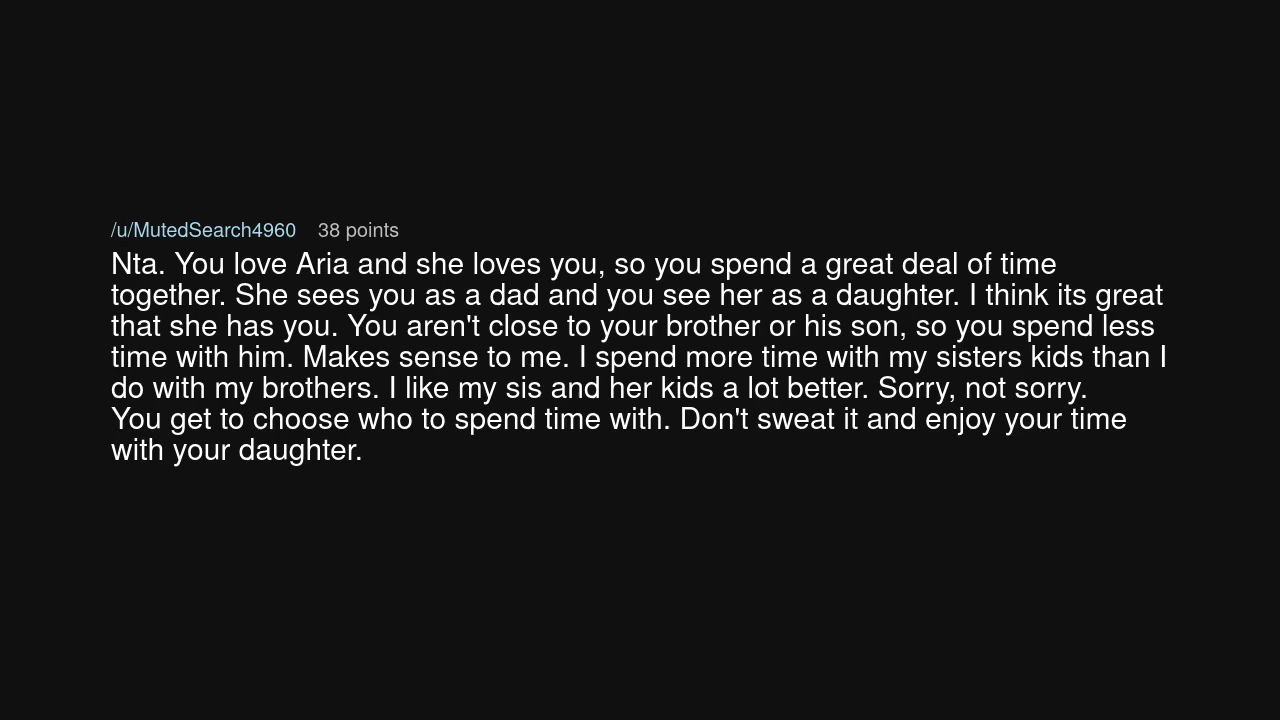 /u/MutedSearch4960 38 points
Nta. You love Aria and she loves you, so you spend a great deal of time
together. She sees you as a dad and you see her as a daughter. I think its great
that she has you. You aren't close to your brother or his son, so you spend less
time with him. Makes sense to me. I spend more time with my sisters kids than I
do with my brothers. I like my sis and her kids a lot better. Sorry, not sorry.
You get to choose who to spend time with. Don't sweat it and enjoy your time
with your daughter.